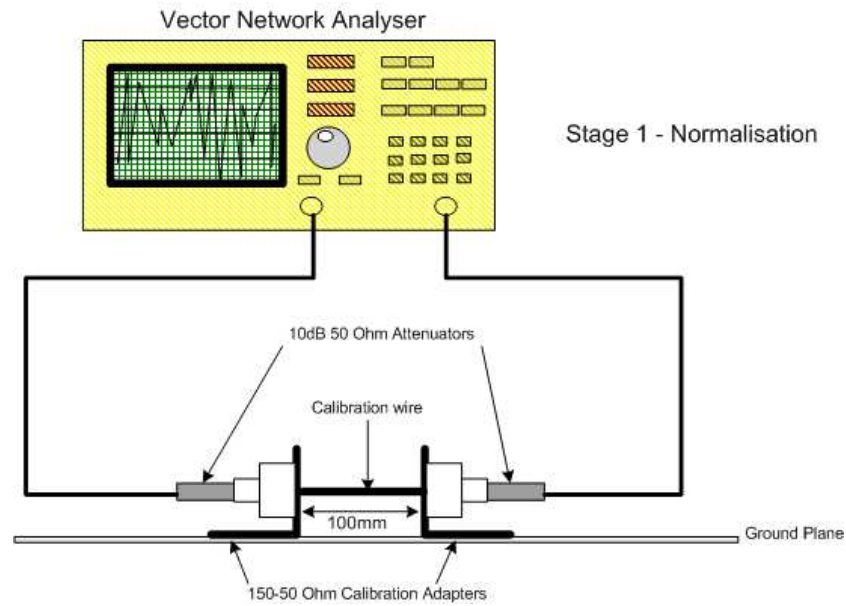 Vector Network Analyser
Stage 1 - Normalisation
10dB 50 Ohm Attenuators
Calibration wire
100mm
Ground Plane
150-50 Ohm Calibration Adapters